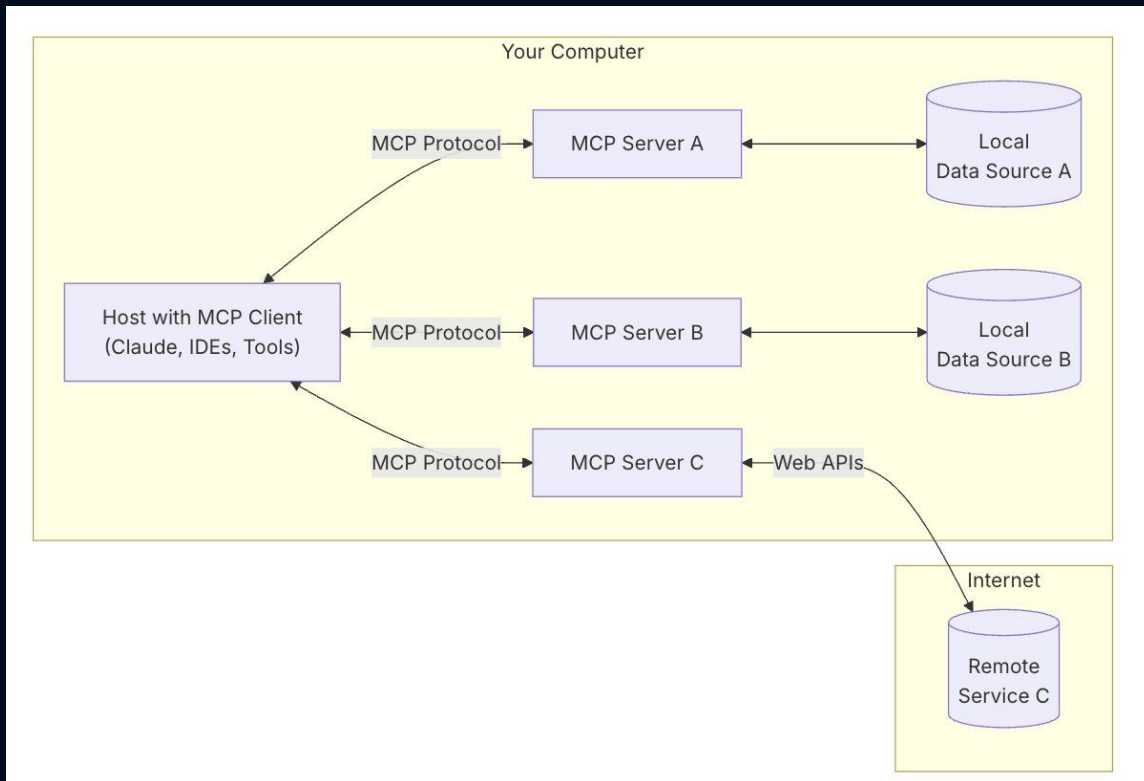 Your Computer
MCP Protocol
MCP Server A
Local
Data Source A
Host with MCP Client
(Claude, IDEs, Tools)
MCP Protocol
MCP Server B
Local
Data Source B
MCP Protocol
MCP Server C
Web APIs
Internet
Remote
Service C